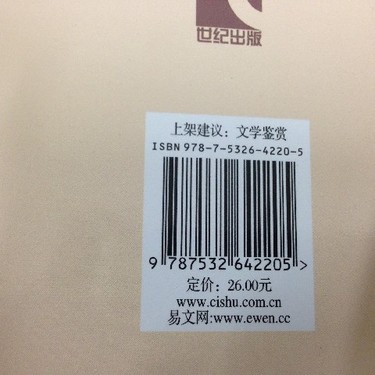 世纪出版
上架建议：文学鉴赏
ISBN 978-7-5326-4220-5
9 787532 642205 >
定价：26.00元
www.cishu.com.cn
易文网:www.ewen.cc